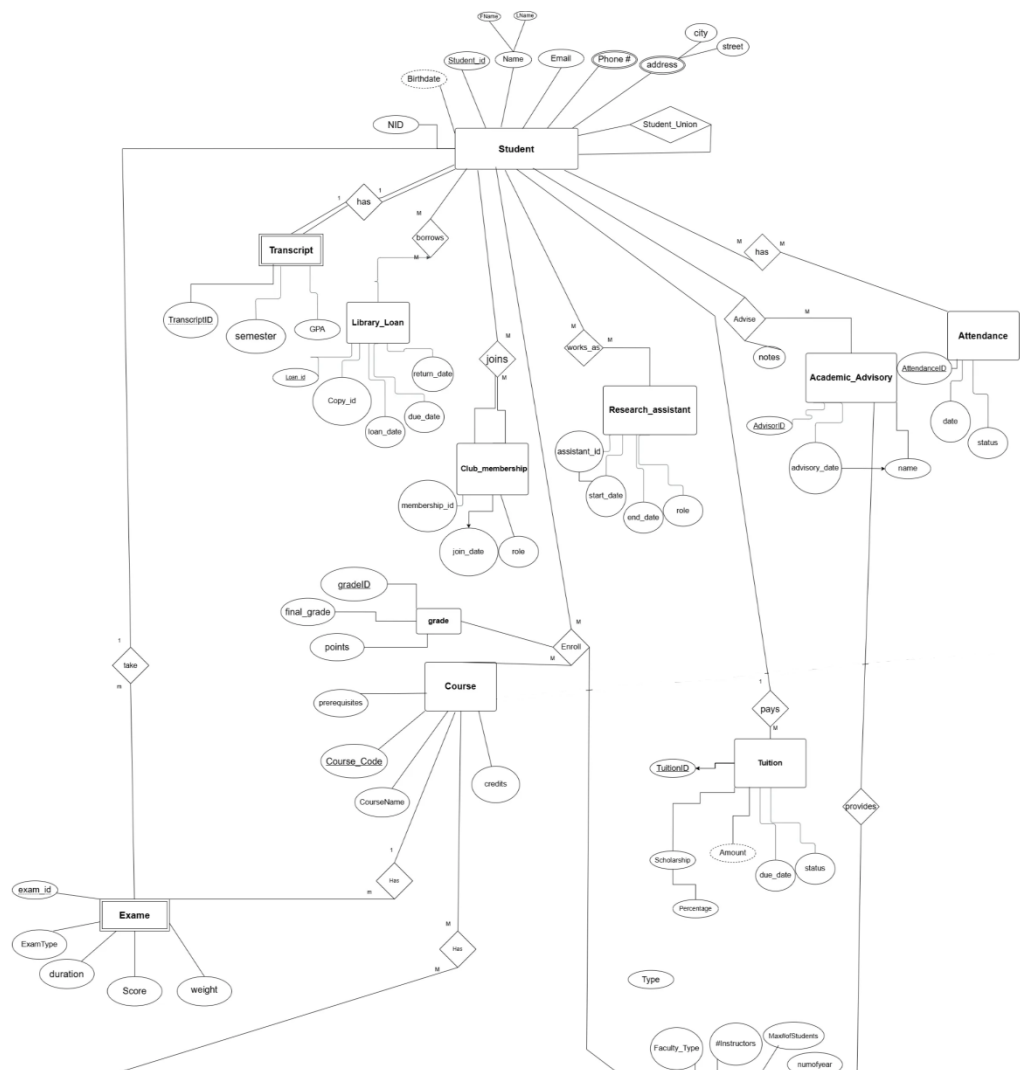 FName
LName
city
street
Student_id
Name
Email
Phone #
address
Birthdate
NID
Student_Union
Student
1
has
1
Transcript
TranscriptID
semester
GPA
M
borrows
M
Library_Loan
Loan_id
Copy_id
loan_date
due_date
return_date
M
joins
M
Club_membership
membership_id
join_date
role
M
works_as
M
Research_assistant
assistant_id
start_date
end_date
role
Advise
M
notes
Academic_Advisory
AdvisorID
advisory_date
name
M
has
M
Attendance
AttendanceID
date
status
gradeID
final_grade
points
grade
M
Enroll
M
Course
prerequisites
Course_Code
CourseName
credits
1
take
m
1
pays
M
Tuition
TuitionID
Scholarship
Percentage
Amount
due_date
status
provides
1
Has
m
M
Has
M
exam_id
Exame
ExamType
duration
Score
weight
Type
Faculty_Type
#Instructors
Max#ofStudents
numofyear